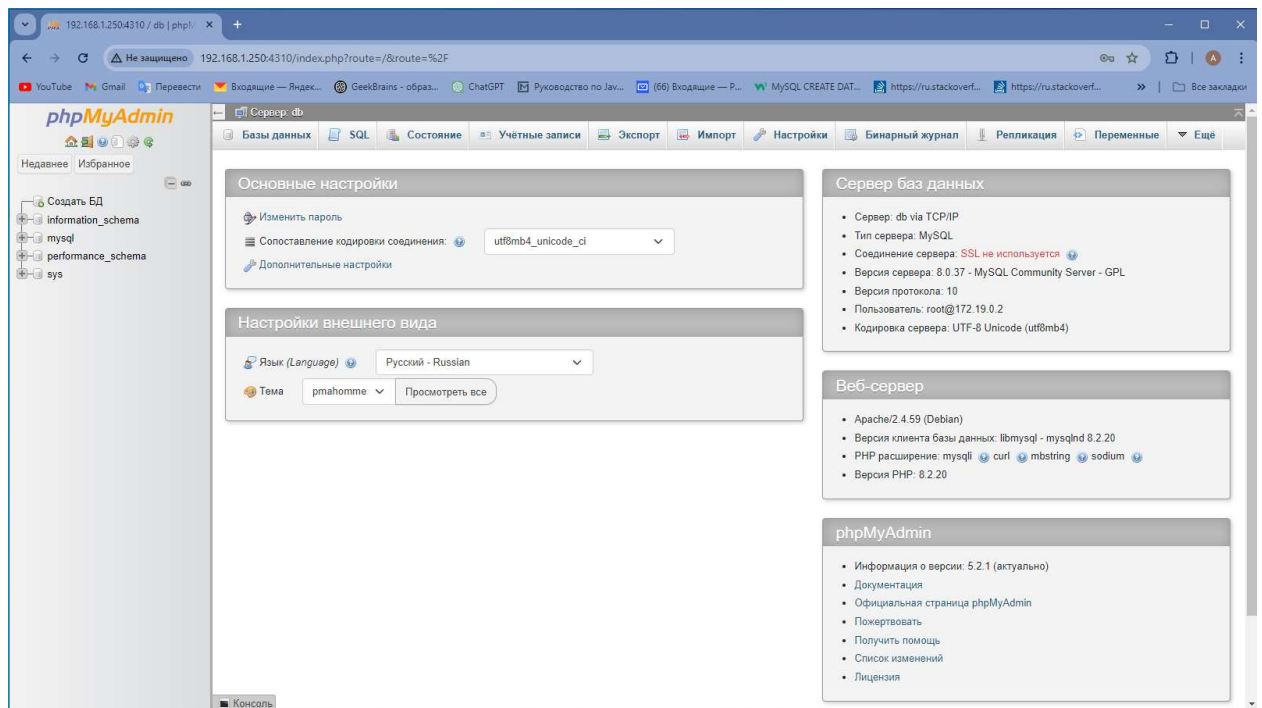 192.168.1.250:4310 / db | phpM
Не защищено 192.168.1.250:4310/index.php?route=/&route=%2F
YouTube Gmail Перевести Входящие — Яндек... GeekBrains - образ... ChatGPT Руководство по Jav... (66) Входящие — Р... MySQL CREATE DAT... https://ru.stackoverf... https://ru.stackoverf... » Все закладки
phpMyAdmin
Недавнее Избранное
Создать БД
information_schema
mysql
performance_schema
sys
Сервер: db
Базы данных SQL Состояние Учётные записи Экспорт Импорт Настройки Бинарный журнал Репликация Переменные Ещё
Основные настройки
Изменить пароль
Сопоставление кодировки соединения: utf8mb4_unicode_ci
Дополнительные настройки
Настройки внешнего вида
Язык (Language) Русский - Russian
Тема pmahomme Просмотреть все
Сервер баз данных
• Сервер: db via TCP/IP
• Тип сервера: MySQL
• Соединение сервера: SSL не используется
• Версия сервера: 8.0.37 - MySQL Community Server - GPL
• Версия протокола: 10
• Пользователь: root@172.19.0.2
• Кодировка сервера: UTF-8 Unicode (utf8mb4)
Веб-сервер
• Apache/2.4.59 (Debian)
• Версия клиента базы данных: libmysql - mysqlnd 8.2.20
• PHP расширение: mysqli curl mbstring sodium
• Версия PHP: 8.2.20
phpMyAdmin
• Информация о версии: 5.2.1 (актуально)
• Документация
• Официальная страница phpMyAdmin
• Пожертвовать
• Получить помощь
• Список изменений
• Лицензия
Консоль